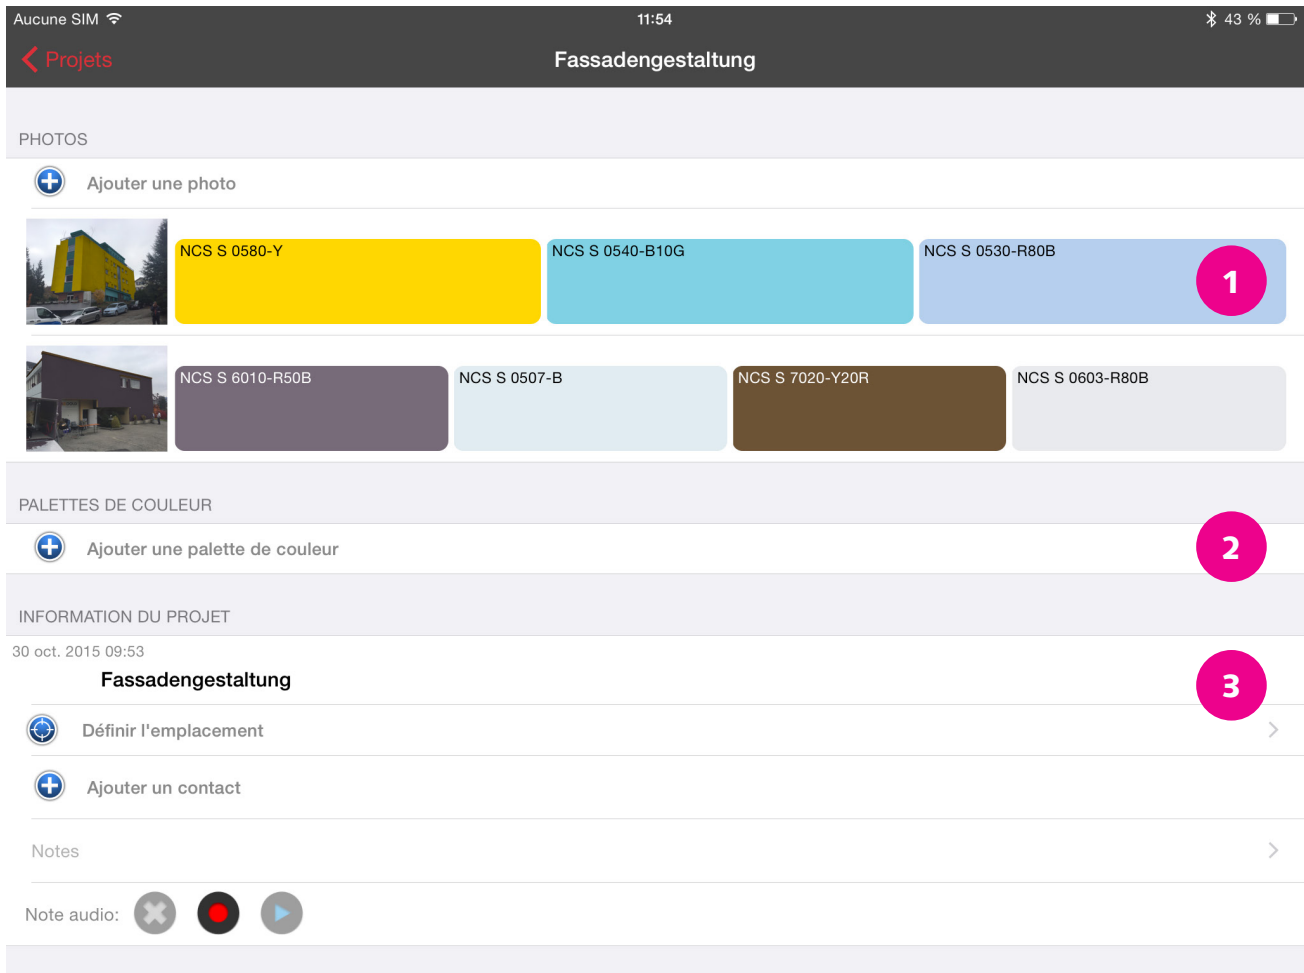 Aucune SIM 11:54 43 %
Projets Fassadengestaltung
PHOTOS
Ajouter une photo
NCS S 0580-Y NCS S 0540-B10G NCS S 0530-R80B
1
NCS S 6010-R50B NCS S 0507-B NCS S 7020-Y20R NCS S 0603-R80B
PALETTES DE COULEUR
Ajouter une palette de couleur 2
INFORMATION DU PROJET
30 oct. 2015 09:53
Fassadengestaltung 3
Définir l'emplacement
Ajouter un contact
Notes
Note audio: